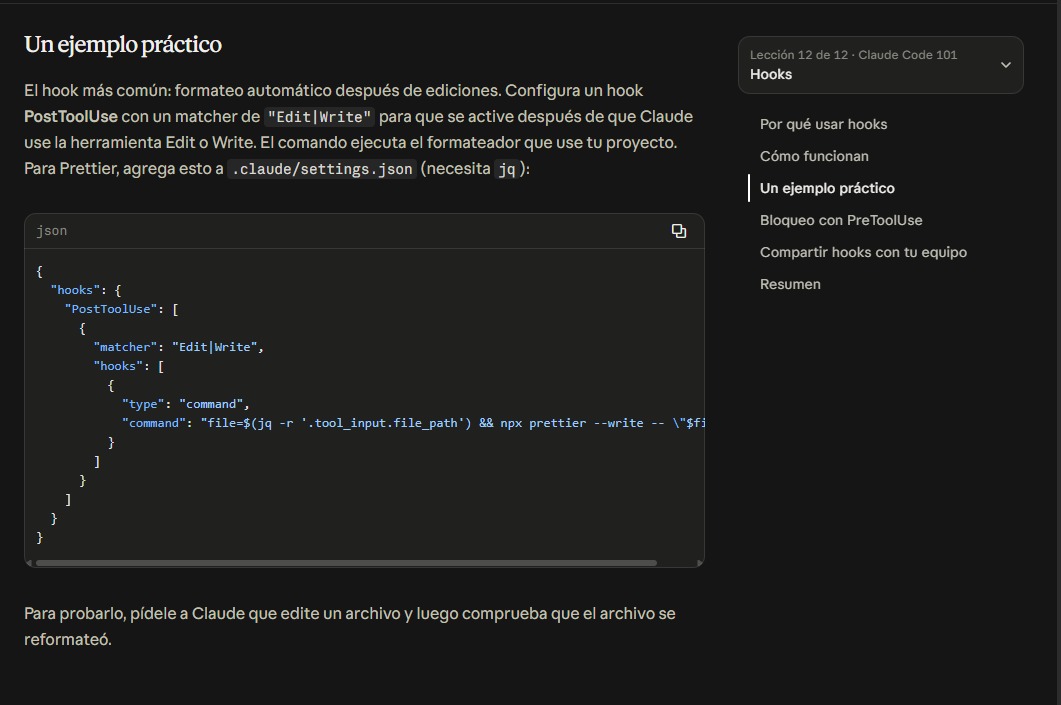 Un ejemplo práctico
El hook más común: formateo automático después de ediciones. Configura un hook
PostToolUse con un matcher de "Edit|Write" para que se active después de que Claude
use la herramienta Edit o Write. El comando ejecuta el formateador que use tu proyecto.
Para Prettier, agrega esto a .claude/settings.json (necesita jq):
json
{
  "hooks": {
    "PostToolUse": [
      {
        "matcher": "Edit|Write",
        "hooks": [
          {
            "type": "command",
            "command": "file=$(jq -r '.tool_input.file_path') && npx prettier --write -- \"$fi
          }
        ]
      }
    ]
  }
}
Para probarlo, pídele a Claude que edite un archivo y luego comprueba que el archivo se
reformateó.
Lección 12 de 12 · Claude Code 101
Hooks
Por qué usar hooks
Cómo funcionan
Un ejemplo práctico
Bloqueo con PreToolUse
Compartir hooks con tu equipo
Resumen